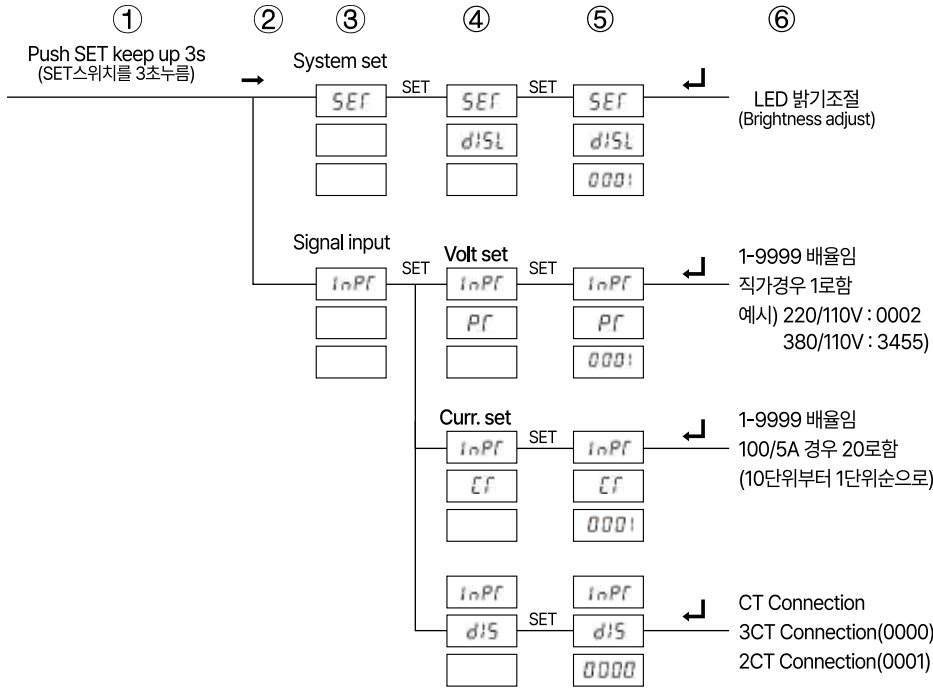 ① ② ③ ④ ⑤ ⑥
Push SET keep up 3s
(SET스위치를 3초누름)
System set
SET SET
SET SET SET
dISL dISL
0001
LED 밝기조절
(Brightness adjust)
Signal input
Volt set
SET SET
InPT InPT InPT
PT PT
0001
1-9999 배율임
직가경우 1로함
예시) 220/110V : 0002
380/110V : 3455)
Curr. set
SET
InPT InPT
CT CT
0001
1-9999 배율임
100/5A 경우 20로함
(10단위부터 1단위순으로)
InPT InPT
SET
dIS dIS
0000
CT Connection
3CT Connection(0000)
2CT Connection(0001)